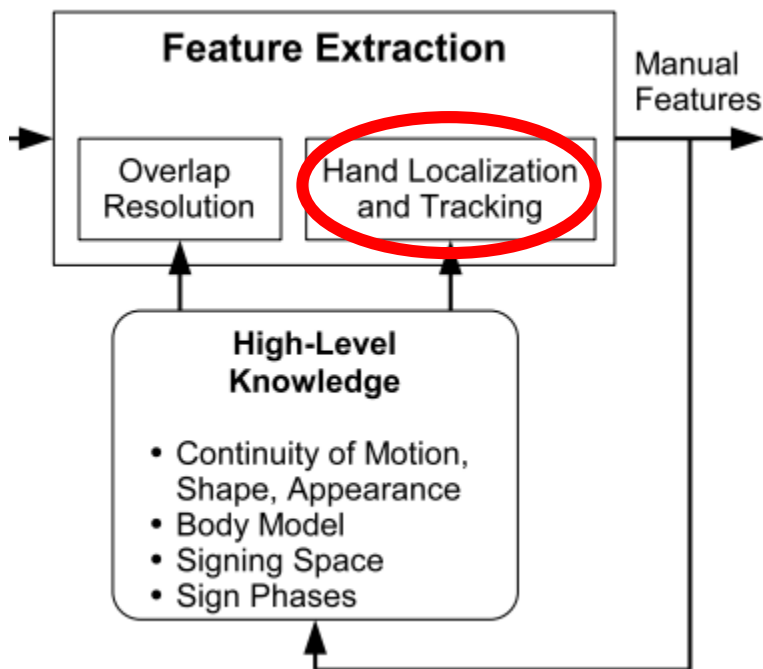 Feature Extraction
Manual
Features
Overlap
Resolution
Hand Localization
and Tracking
High-Level
Knowledge
• Continuity of Motion,
Shape, Appearance
• Body Model
• Signing Space
• Sign Phases